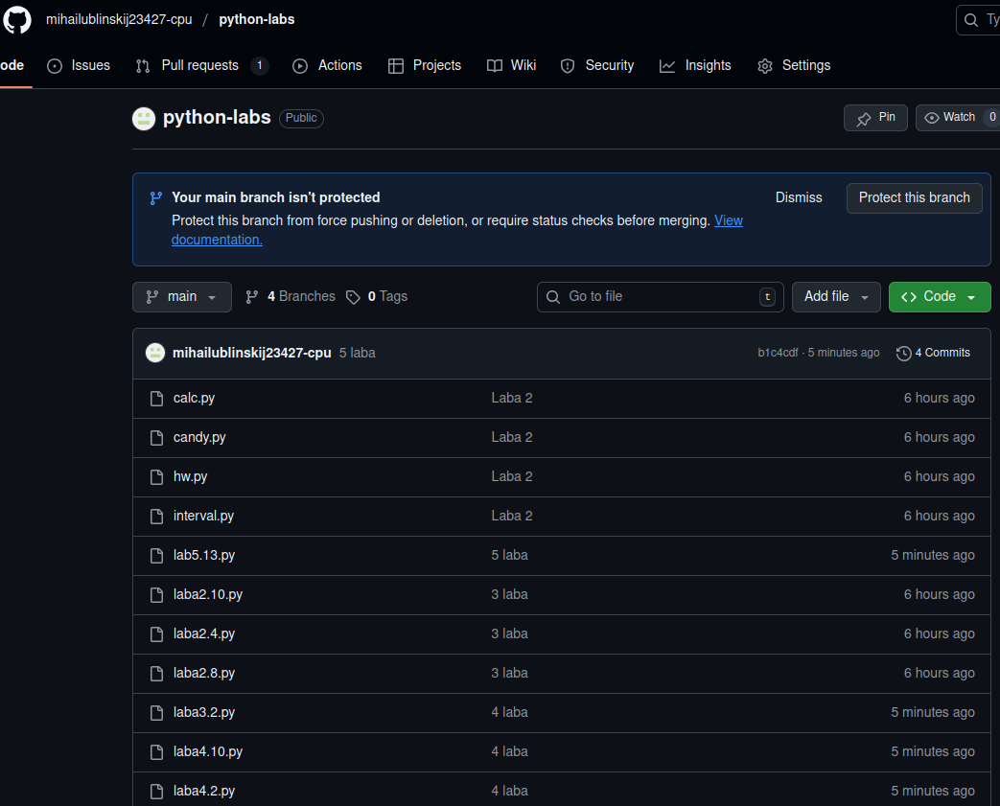 mihailublinskij23427-cpu / python-labs Ty
ode Issues Pull requests 1 Actions Projects Wiki Security Insights Settings
python-labs Public Pin Watch 0
Your main branch isn't protected Dismiss Protect this branch
Protect this branch from force pushing or deletion, or require status checks before merging. View
documentation.
main 4 Branches 0 Tags Go to file t Add file Code
mihailublinskij23427-cpu 5 laba b1c4cdf · 5 minutes ago 4 Commits
calc.py Laba 2 6 hours ago
candy.py Laba 2 6 hours ago
hw.py Laba 2 6 hours ago
interval.py Laba 2 6 hours ago
lab5.13.py 5 laba 5 minutes ago
laba2.10.py 3 laba 6 hours ago
laba2.4.py 3 laba 6 hours ago
laba2.8.py 3 laba 6 hours ago
laba3.2.py 4 laba 5 minutes ago
laba4.10.py 4 laba 5 minutes ago
laba4.2.py 4 laba 5 minutes ago